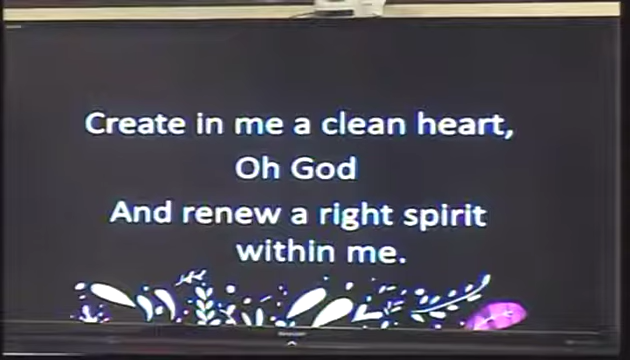 Create in me a clean heart,
Oh God
And renew a right spirit
within me.